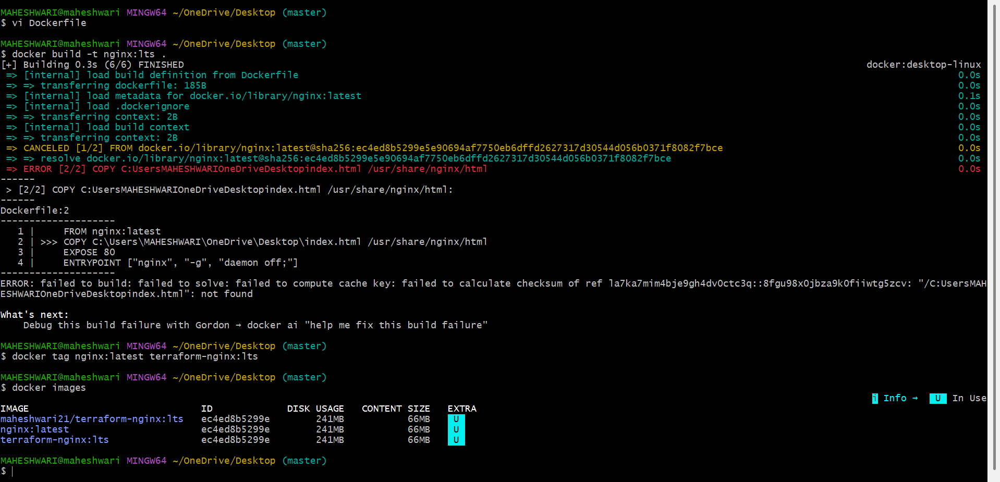 MAHESHWARI@maheshwari MINGW64 ~/OneDrive/Desktop (master)
$ vi Dockerfile
MAHESHWARI@maheshwari MINGW64 ~/OneDrive/Desktop (master)
$ docker build -t nginx:lts .
[+] Building 0.3s (6/6) FINISHED docker:desktop-linux
=> [internal] load build definition from Dockerfile 0.0s
=> => transferring dockerfile: 185B 0.0s
=> [internal] load metadata for docker.io/library/nginx:latest 0.1s
=> [internal] load .dockerignore 0.0s
=> => transferring context: 2B 0.0s
=> [internal] load build context 0.0s
=> => transferring context: 2B 0.0s
=> CANCELED [1/2] FROM docker.io/library/nginx:latest@sha256:ec4ed8b5299e5e90694af7750eb6dffd2627317d30544d056b0371f8082f7bce 0.0s
=> => resolve docker.io/library/nginx:latest@sha256:ec4ed8b5299e5e90694af7750eb6dffd2627317d30544d056b0371f8082f7bce 0.0s
=> ERROR [2/2] COPY C:UsersMAHESHWARIOneDriveDesktopindex.html /usr/share/nginx/html 0.0s
------
> [2/2] COPY C:UsersMAHESHWARIOneDriveDesktopindex.html /usr/share/nginx/html:
------
Dockerfile:2
--------------------
1 | FROM nginx:latest
2 | >>> COPY C:\Users\MAHESHWARI\OneDrive\Desktop\index.html /usr/share/nginx/html
3 | EXPOSE 80
4 | ENTRYPOINT ["nginx", "-g", "daemon off;"]
--------------------
ERROR: failed to build: failed to solve: failed to compute cache key: failed to calculate checksum of ref la7ka7mim4bje9gh4dv0ctc3q::8fgu98x0jbza9k0fiiwtg5zcv: "/C:UsersMAH
ESHWARIOneDriveDesktopindex.html": not found
What's next:
Debug this build failure with Gordon → docker ai "help me fix this build failure"
MAHESHWARI@maheshwari MINGW64 ~/OneDrive/Desktop (master)
$ docker tag nginx:latest terraform-nginx:lts
MAHESHWARI@maheshwari MINGW64 ~/OneDrive/Desktop (master)
$ docker images
i Info → U In Use
IMAGE ID DISK USAGE CONTENT SIZE EXTRA
maheshwari21/terraform-nginx:lts ec4ed8b5299e 241MB 66MB U
nginx:latest ec4ed8b5299e 241MB 66MB U
terraform-nginx:lts ec4ed8b5299e 241MB 66MB U
MAHESHWARI@maheshwari MINGW64 ~/OneDrive/Desktop (master)
$